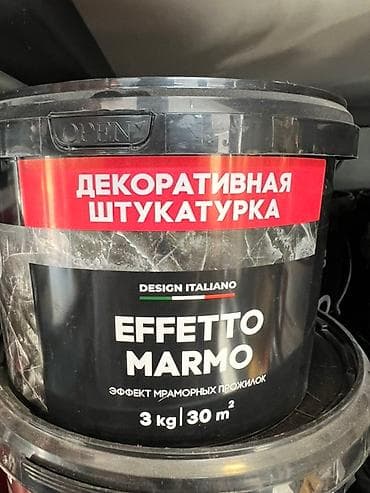 OPEN
ДЕКОРАТИВНАЯ
ШТУКАТУРКА
DESIGN ITALIANO
EFFETTO
MARMO
ЭФФЕКТ МРАМОРНЫХ ПРОЖИЛОК
3 kg | 30 m²